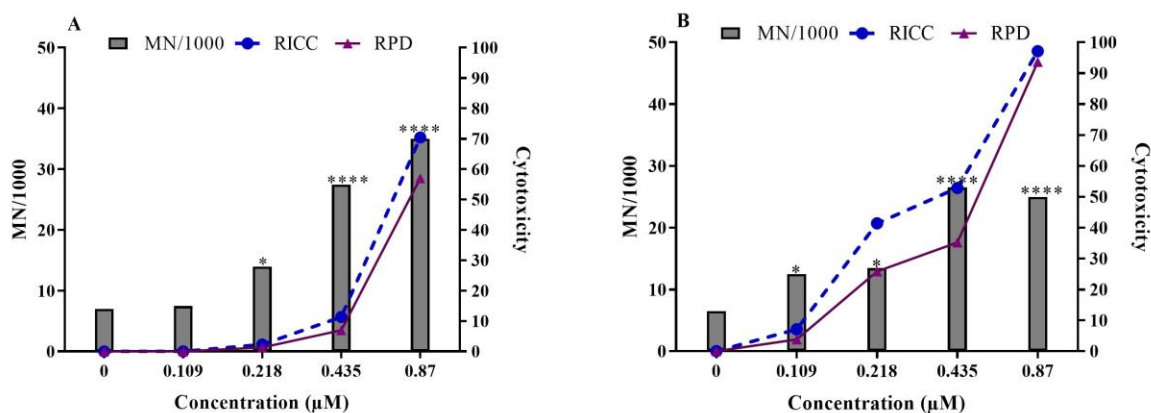 A
MN/1000 RICC RPD
50 100
90
40 80
70
30 60
50
20 40
30
10 20
10
0 0
MN/1000
Cytotoxicity
* **** ****
0 0.109 0.218 0.435 0.87
Concentration (µM)
B
MN/1000 RICC RPD
50 100
90
40 80
70
30 60
50
20 40
30
10 20
10
0 0
MN/1000
Cytotoxicity
* * **** ****
0 0.109 0.218 0.435 0.87
Concentration (µM)